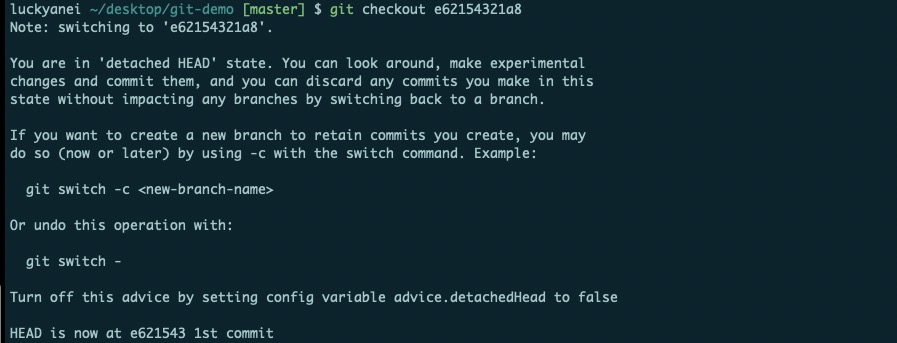 luckyanei ~/desktop/git-demo [master] $ git checkout e62154321a8
Note: switching to 'e62154321a8'.
You are in 'detached HEAD' state. You can look around, make experimental
changes and commit them, and you can discard any commits you make in this
state without impacting any branches by switching back to a branch.
If you want to create a new branch to retain commits you create, you may
do so (now or later) by using -c with the switch command. Example:
git switch -c <new-branch-name>
Or undo this operation with:
git switch -
Turn off this advice by setting config variable advice.detachedHead to false
HEAD is now at e621543 1st commit